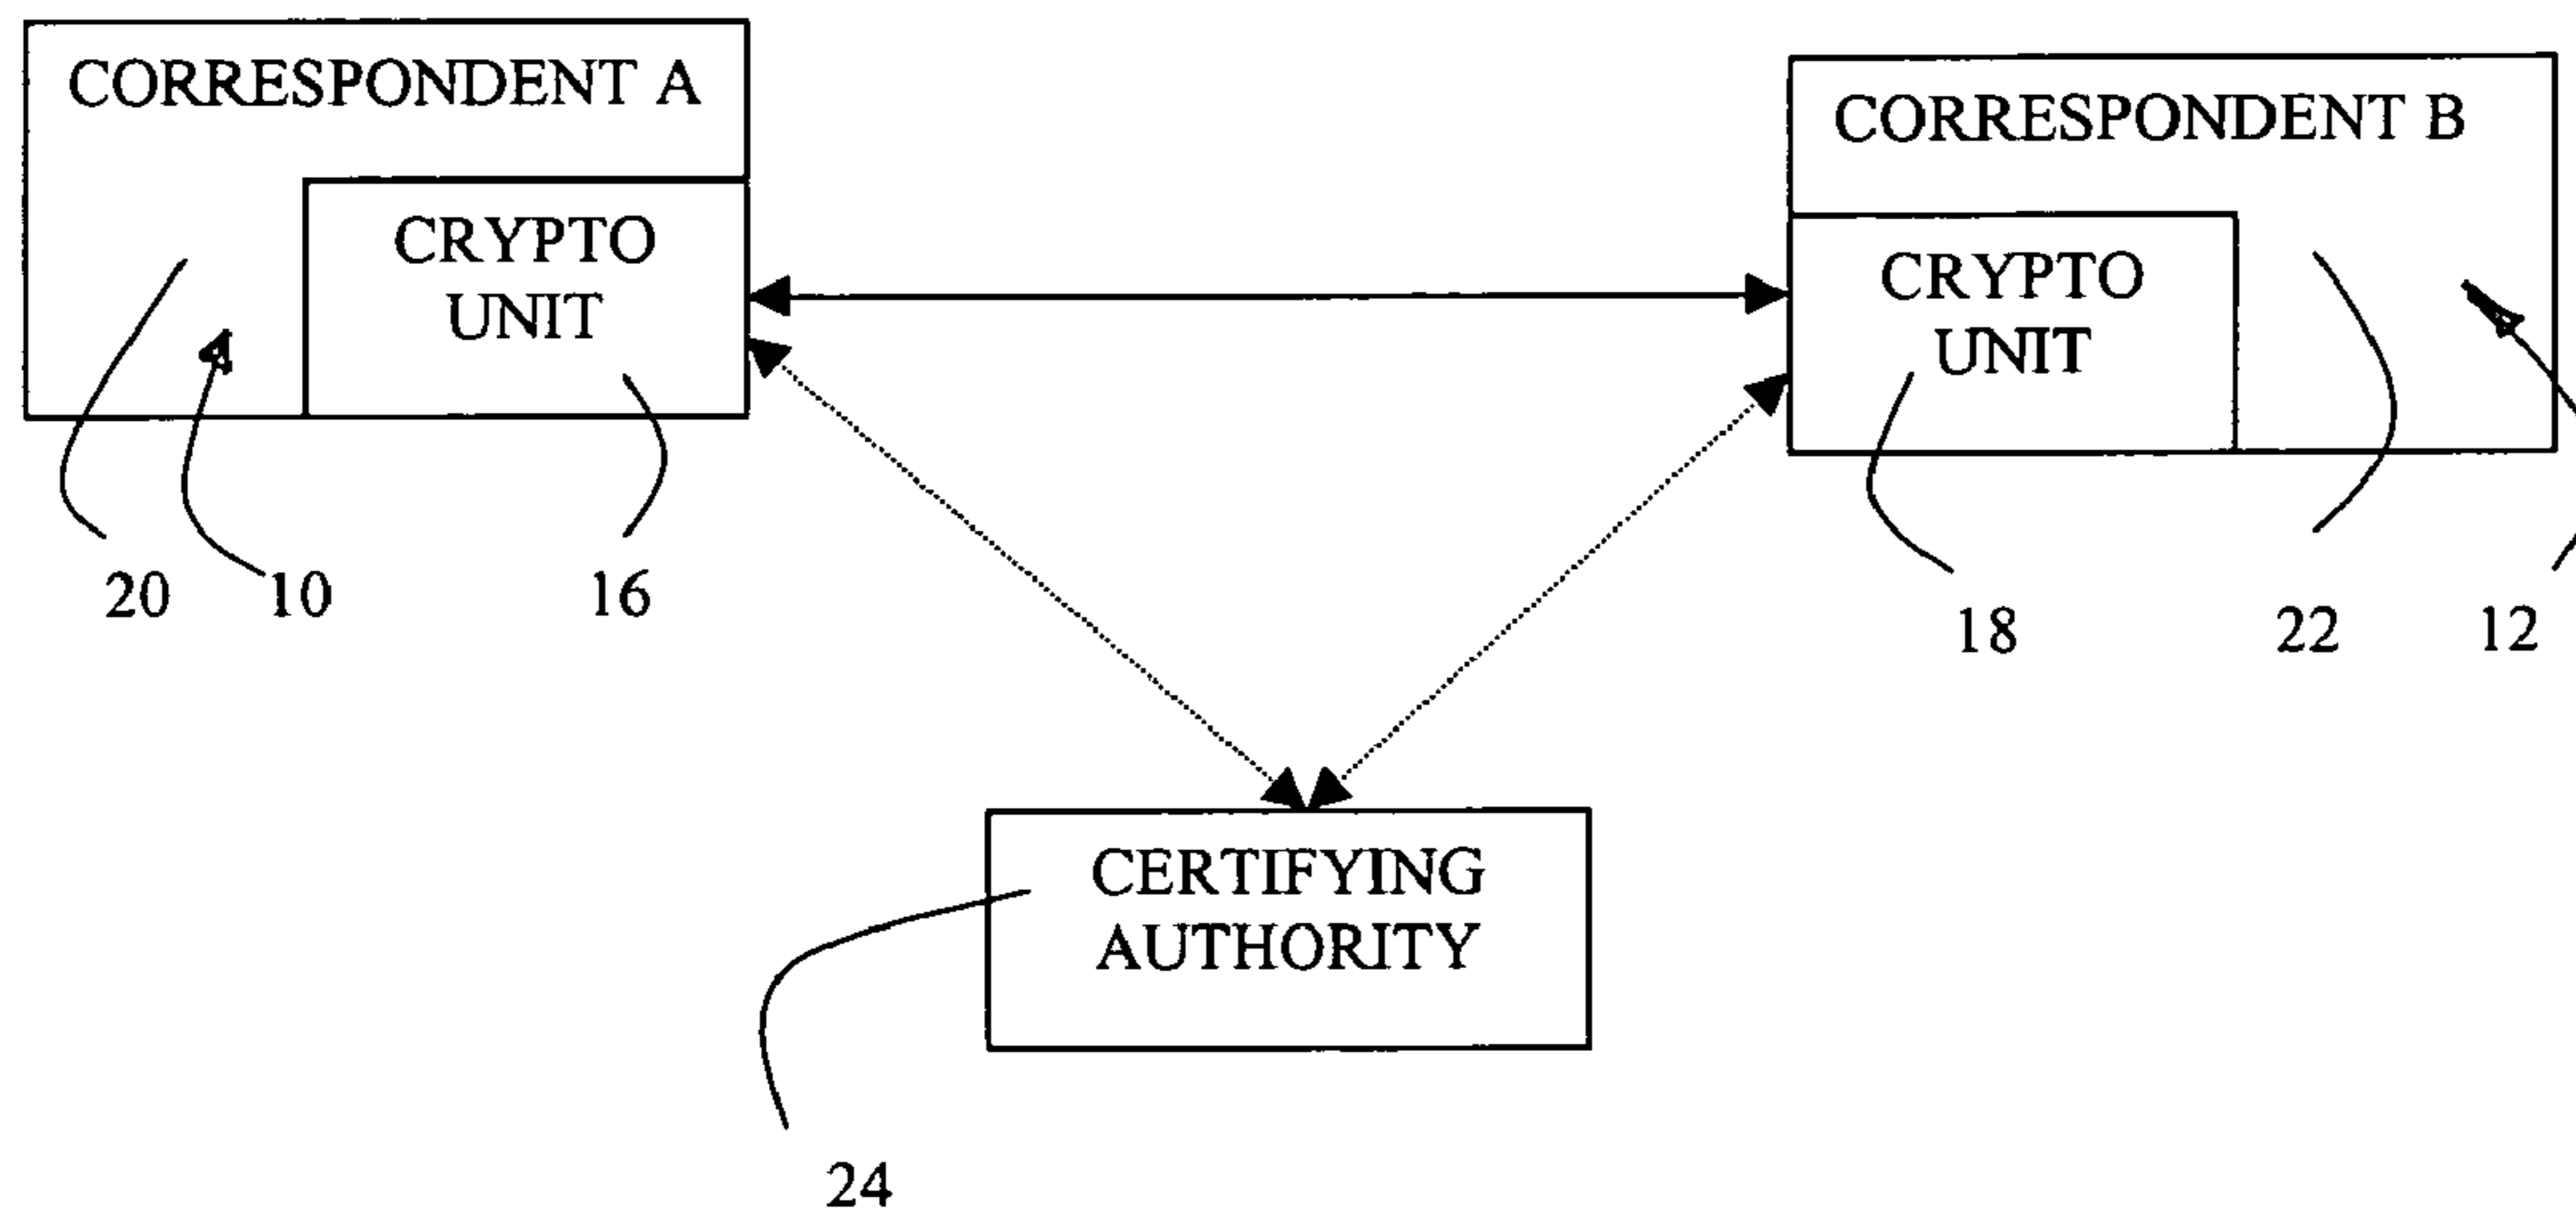 CORRESPONDENT A
CRYPTO
UNIT
CORRESPONDENT B
CRYPTO
UNIT
20
10
16
18
22
12
CERTIFYING
AUTHORITY
24